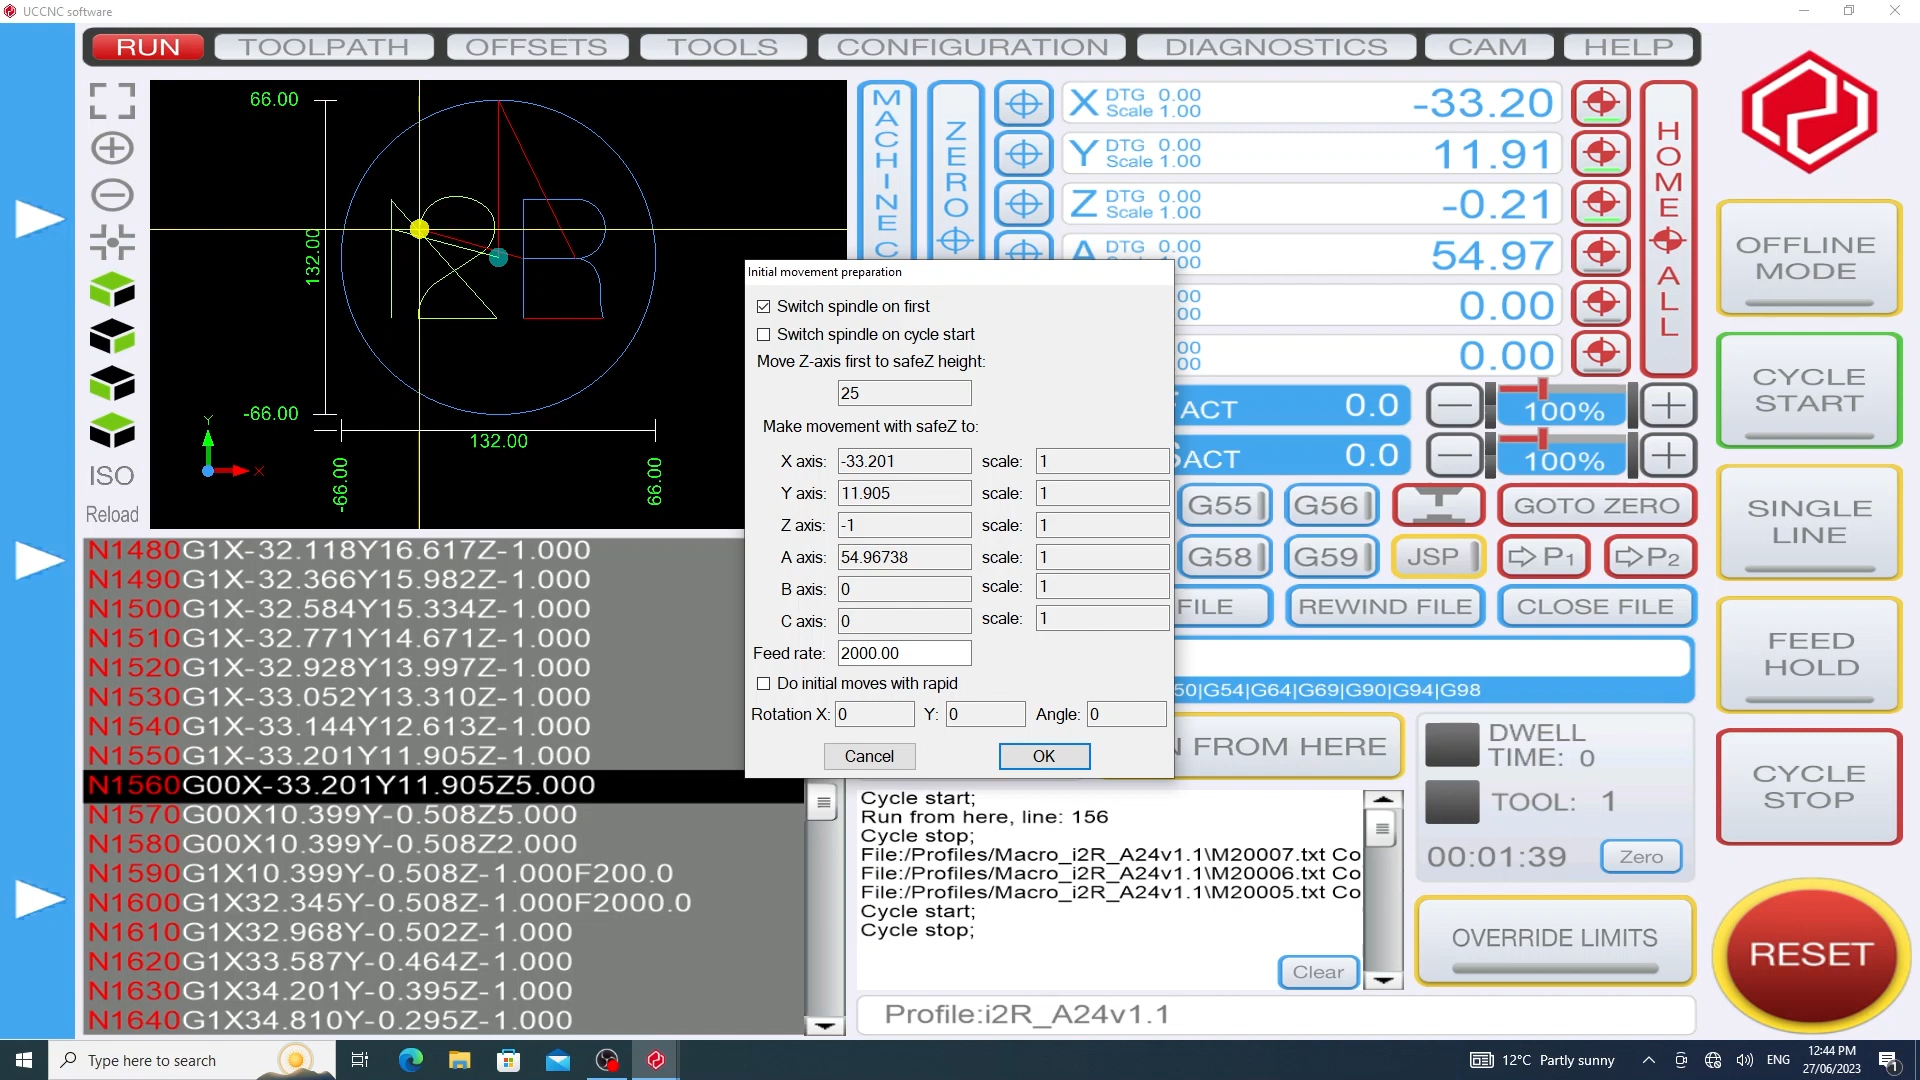 UCCNC software
RUN TOOLPATH OFFSETS TOOLS CONFIGURATION DIAGNOSTICS CAM HELP
66.00
132.00
-66.00
132.00
-66.00
66.00
Y
X
ISO
Reload
MACHINE C
ZERO
X DTG 0.00 Scale 1.00 -33.20
Y DTG 0.00 Scale 1.00 11.91
Z DTG 0.00 Scale 1.00 -0.21
A DTG 0.00 54.97
00 00 0.00
00 00 0.00
HOME ALL
ACT 0.0 100%
ACT 0.0 100%
G55 G56 GOTO ZERO
G58 G59 JSP P1 P2
FILE REWIND FILE CLOSE FILE
50|G54|G64|G69|G90|G94|G98
N FROM HERE
DWELL
TIME: 0
TOOL: 1
00:01:39 Zero
OVERRIDE LIMITS
OFFLINE
MODE
CYCLE
START
SINGLE
LINE
FEED
HOLD
CYCLE
STOP
RESET
Initial movement preparation
Switch spindle on first
Switch spindle on cycle start
Move Z-axis first to safeZ height:
25
Make movement with safeZ to:
X axis: -33.201 scale: 1
Y axis: 11.905 scale: 1
Z axis: -1 scale: 1
A axis: 54.96738 scale: 1
B axis: 0 scale: 1
C axis: 0 scale: 1
Feed rate: 2000.00
Do initial moves with rapid
Rotation X: 0 Y: 0 Angle: 0
Cancel OK
N1480G1X-32.118Y16.617Z-1.000
N1490G1X-32.366Y15.982Z-1.000
N1500G1X-32.584Y15.334Z-1.000
N1510G1X-32.771Y14.671Z-1.000
N1520G1X-32.928Y13.997Z-1.000
N1530G1X-33.052Y13.310Z-1.000
N1540G1X-33.144Y12.613Z-1.000
N1550G1X-33.201Y11.905Z-1.000
N1560G00X-33.201Y11.905Z5.000
N1570G00X10.399Y-0.508Z5.000
N1580G00X10.399Y-0.508Z2.000
N1590G1X10.399Y-0.508Z-1.000F200.0
N1600G1X32.345Y-0.508Z-1.000F2000.0
N1610G1X32.968Y-0.502Z-1.000
N1620G1X33.587Y-0.464Z-1.000
N1630G1X34.201Y-0.395Z-1.000
N1640G1X34.810Y-0.295Z-1.000
Cycle start;
Run from here, line: 156
Cycle stop;
File:/Profiles/Macro_i2R_A24v1.1\M20007.txt Co
File:/Profiles/Macro_i2R_A24v1.1\M20006.txt Co
File:/Profiles/Macro_i2R_A24v1.1\M20005.txt Co
Cycle start;
Cycle stop;
Clear
Profile:i2R_A24v1.1
Type here to search
12°C Partly sunny
ENG
12:44 PM
27/06/2023
1